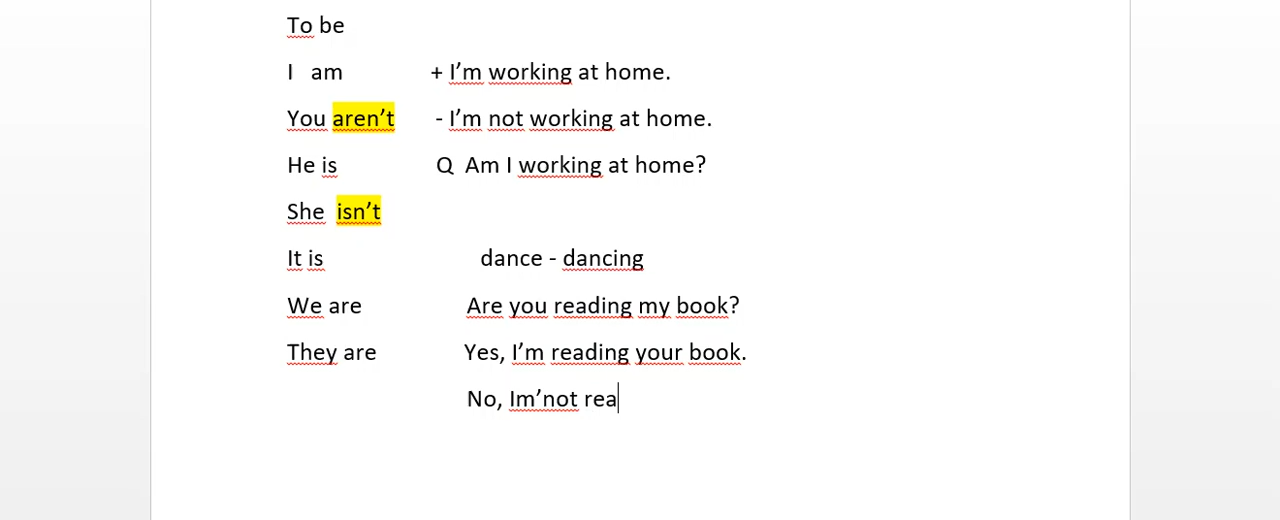 To be
I am + I’m working at home.
You aren’t - I’m not working at home.
He is Q Am I working at home?
She isn’t
It is dance - dancing
We are Are you reading my book?
They are Yes, I’m reading your book.
No, Im’not rea